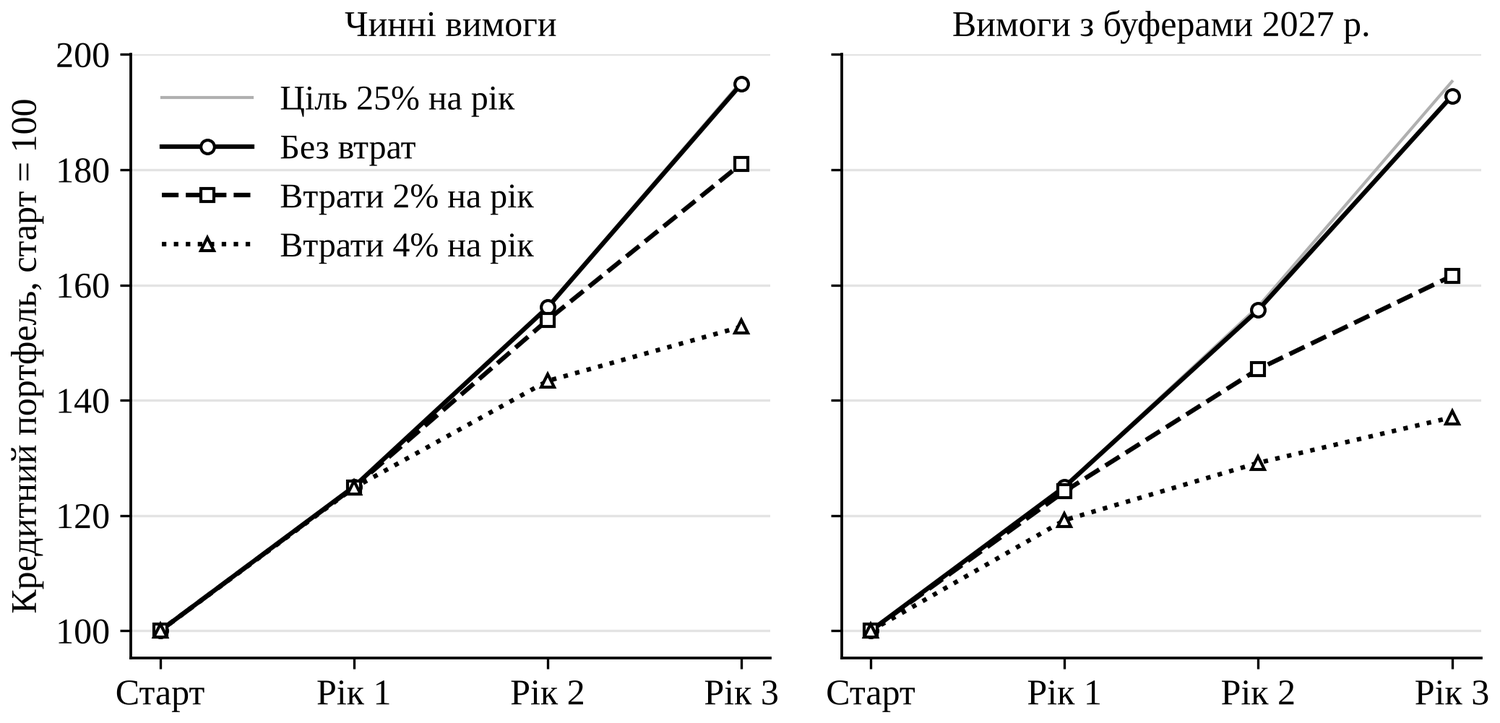 Чинні вимоги
Вимоги з буферами 2027 р.
Кредитний портфель, старт = 100
200
180
160
140
120
100
Ціль 25% на рік
Без втрат
Втрати 2% на рік
Втрати 4% на рік
Старт
Рік 1
Рік 2
Рік 3
Старт
Рік 1
Рік 2
Рік 3